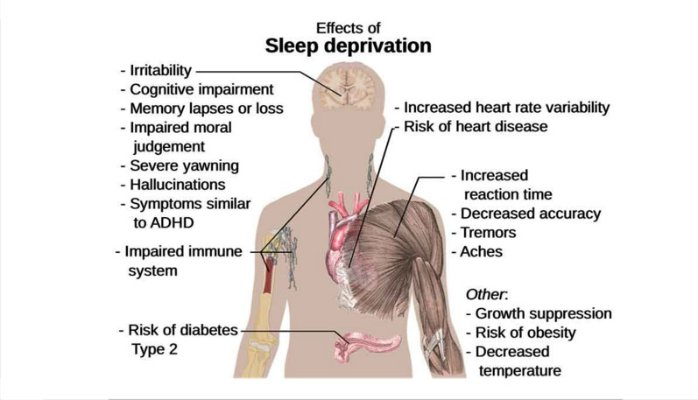 Effects of
Sleep deprivation
- Irritability
- Cognitive impairment
- Memory lapses or loss
- Impaired moral
judgement
- Severe yawning
- Hallucinations
- Symptoms similar
to ADHD
- Impaired immune
system
- Risk of diabetes
Type 2
- Increased heart rate variability
- Risk of heart disease
- Increased
reaction time
- Decreased accuracy
- Tremors
- Aches
Other:
- Growth suppression
- Risk of obesity
- Decreased
temperature